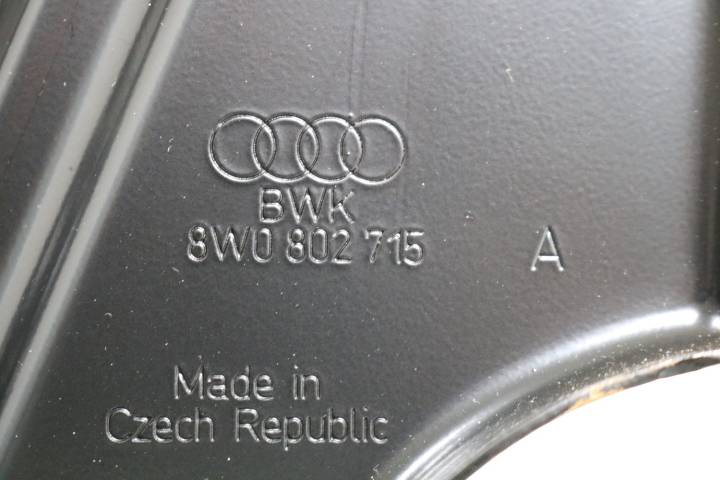 BWK
8W0 802 715 A
Made in
Czech Republic